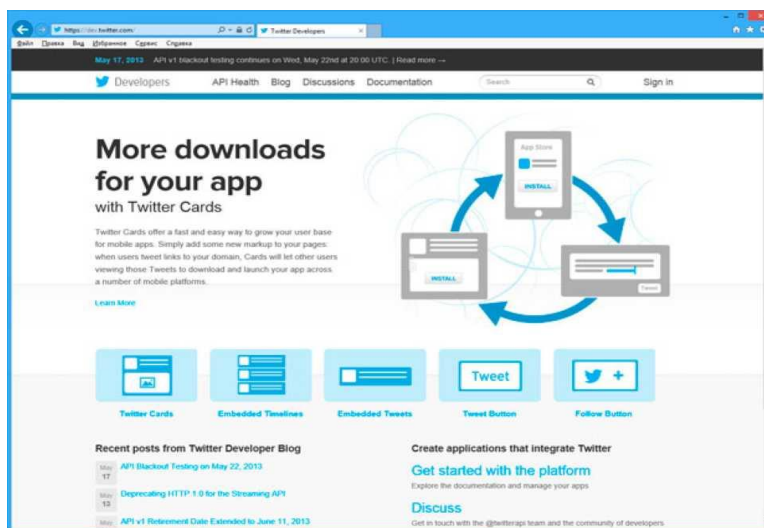 https://dev.twitter.com/
Twitter Developers
Файл Правка Вид Избранное Сервис Справка
May 17, 2013 API v1 blackout testing continues on Wed, May 22nd at 20:00 UTC. | Read more →
Developers API Health Blog Discussions Documentation Search Sign in
More downloads
for your app
with Twitter Cards
Twitter Cards offer a fast and easy way to grow your user base
for mobile apps. Simply add some new markup to your pages:
when users tweet links to your domain, Cards will let other users
viewing those Tweets to download and launch your app across
a number of mobile platforms.
Learn More
App Store
INSTALL
INSTALL
Tweet
Tweet
Twitter Cards Embedded Timelines Embedded Tweets Tweet Button Follow Button
Recent posts from Twitter Developer Blog
May
17
API Blackout Testing on May 22, 2013
May
13
Deprecating HTTP 1.0 for the Streaming API
May
API v1 Retirement Date Extended to June 11, 2013
Create applications that integrate Twitter
Get started with the platform
Explore the documentation and manage your apps
Discuss
Get in touch with the @twitterapi team and the community of developers